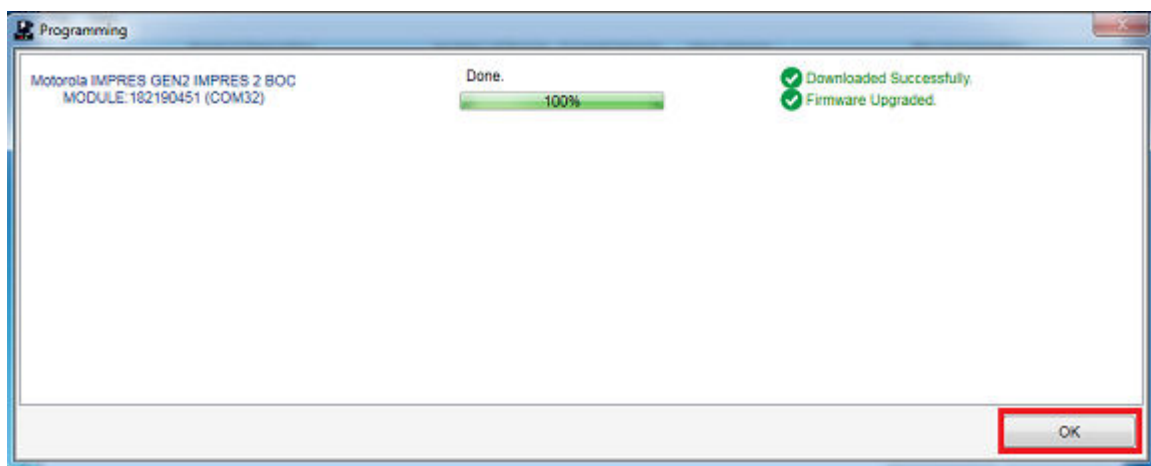 Programming
Motorola IMPRES GEN2 IMPRES 2 BOC
MODULE:182190451 (COM32)
Done.
100%
Downloaded Successfully.
Firmware Upgraded.
OK